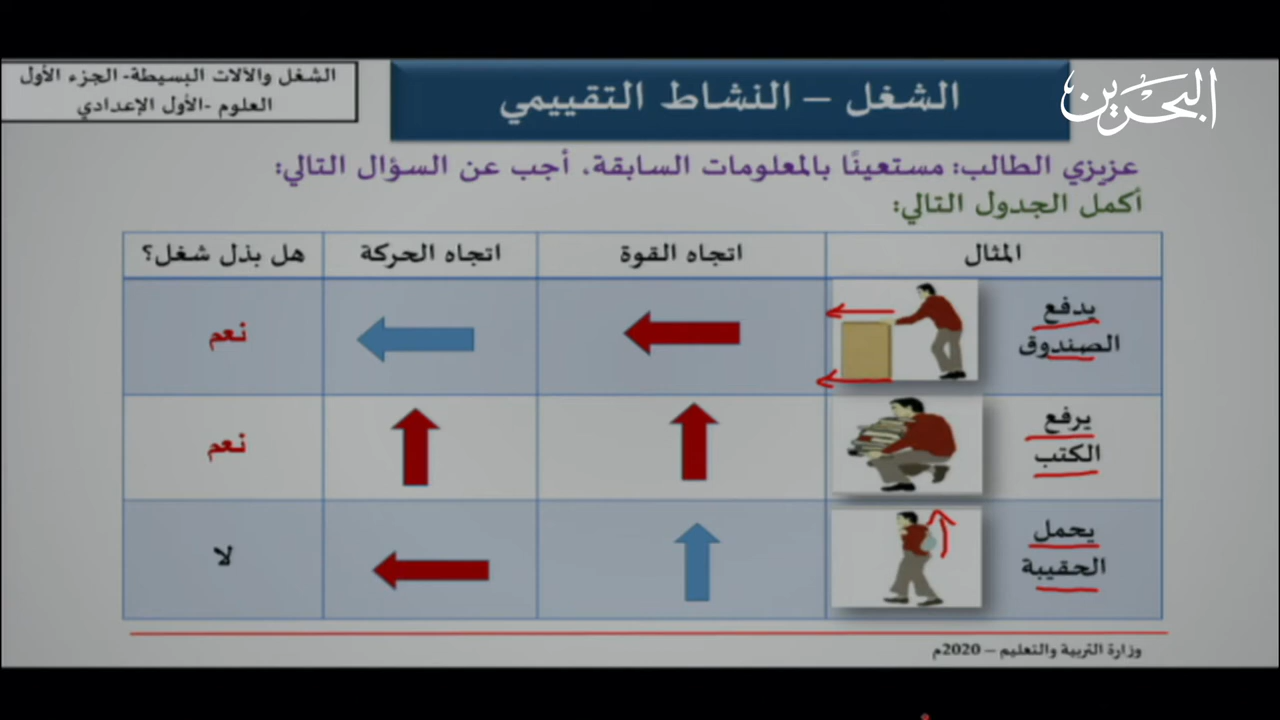 الشغل والآلات البسيطة- الجزء الأول
العلوم -الأول الإعدادي
الشغل – النشاط التقييمي
البحرين
عزيزي الطالب: مستعينًا بالمعلومات السابقة، أجب عن السؤال التالي:
أكمل الجدول التالي:
المثال اتجاه القوة اتجاه الحركة هل بذل شغل؟
يدفع
الصندوق
نعم
يرفع
الكتب
نعم
يحمل
الحقيبة
لا
وزارة التربية والتعليم – 2020م